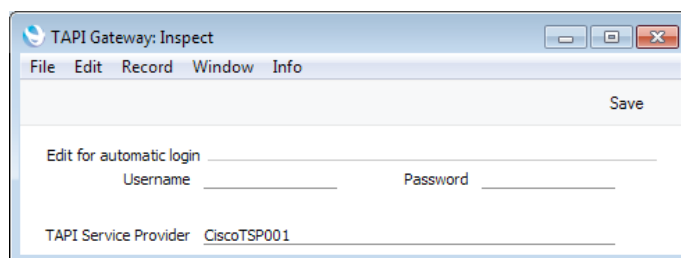 TAPI Gateway: Inspect
File Edit Record Window Info
Save
Edit for automatic login
Username Password
TAPI Service Provider CiscoTSP001